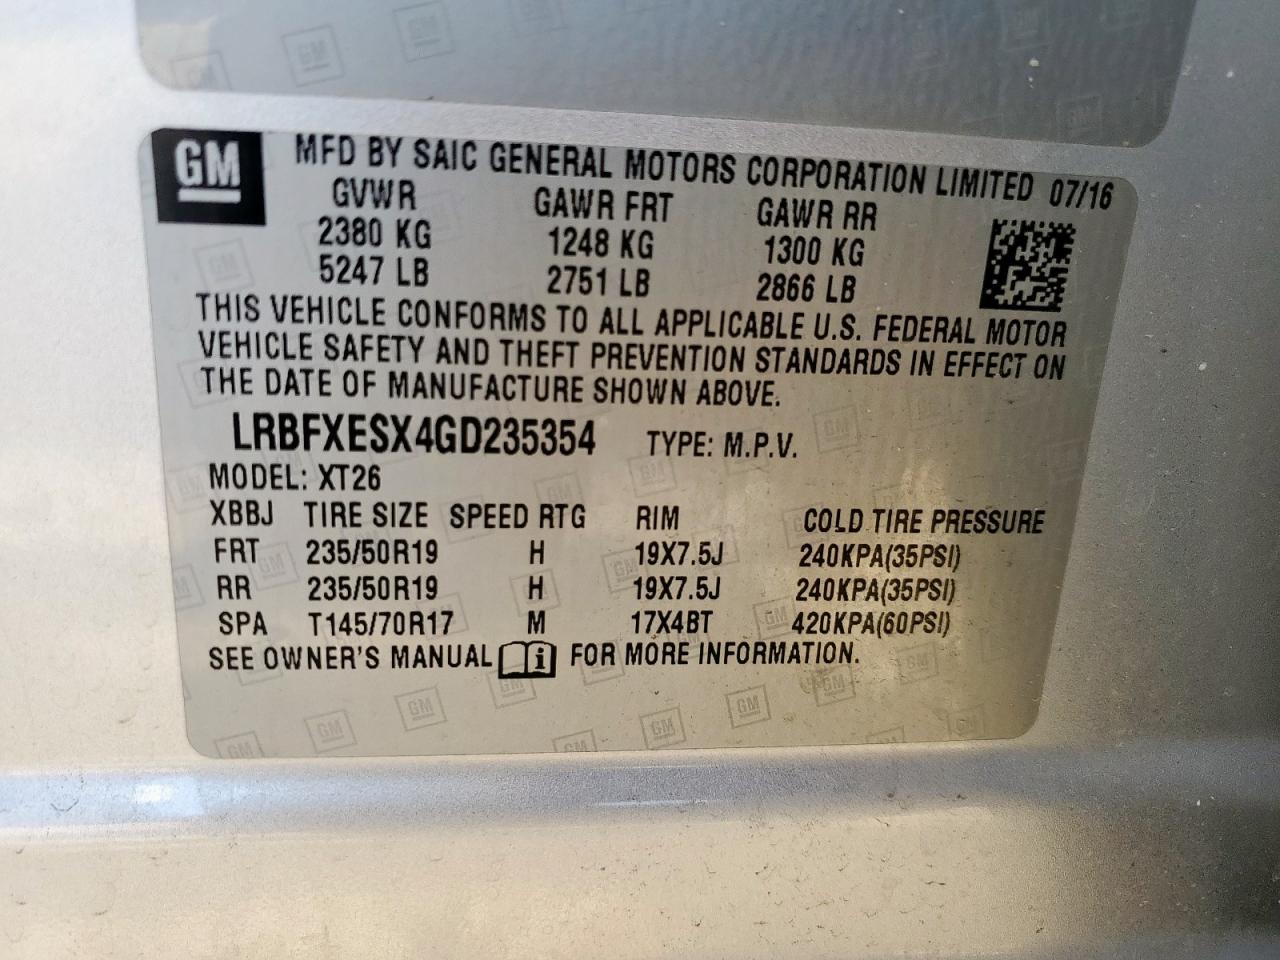 GM MFD BY SAIC GENERAL MOTORS CORPORATION LIMITED 07/16
GVWR GAWR FRT GAWR RR
2380 KG 1248 KG 1300 KG
5247 LB 2751 LB 2866 LB
THIS VEHICLE CONFORMS TO ALL APPLICABLE U.S. FEDERAL MOTOR
VEHICLE SAFETY AND THEFT PREVENTION STANDARDS IN EFFECT ON
THE DATE OF MANUFACTURE SHOWN ABOVE.
LRBFXESX4GD235354 TYPE: M.P.V.
MODEL: XT26
XBBJ TIRE SIZE SPEED RTG RIM COLD TIRE PRESSURE
FRT 235/50R19 H 19X7.5J 240KPA(35PSI)
RR 235/50R19 H 19X7.5J 240KPA(35PSI)
SPA T145/70R17 M 17X4BT 420KPA(60PSI)
SEE OWNER'S MANUAL i FOR MORE INFORMATION.